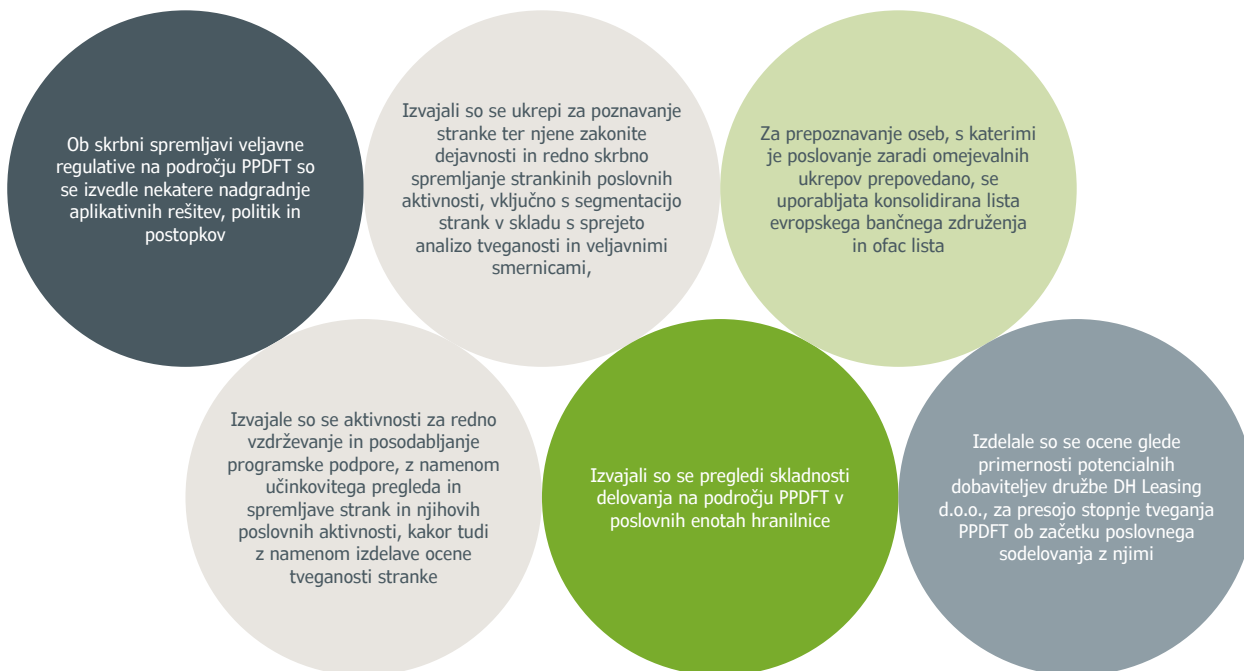 Ob skrbni spremljavi veljavne
regulative na področju PPDFT so
se izvedle nekatere nadgradnje
aplikativnih rešitev, politik in
postopkov
Izvajali so se ukrepi za poznavanje
stranke ter njene zakonite
dejavnosti in redno skrbno
spremljanje strankinih poslovnih
aktivnosti, vključno s segmentacijo
strank v skladu s sprejeto
analizo tveganosti in veljavnimi
smernicami,
Za prepoznavanje oseb, s katerimi
je poslovanje zaradi omejevalnih
ukrepov prepovedano, se
uporabljata konsolidirana lista
evropskega bančnega združenja
in ofac lista
Izvajale so se aktivnosti za redno
vzdrževanje in posodabljanje
programske podpore, z namenom
učinkovitega pregleda in
spremljave strank in njihovih
poslovnih aktivnosti, kakor tudi
z namenom izdelave ocene
tveganosti stranke
Izvajali so se pregledi skladnosti
delovanja na področju PPDFT v
poslovnih enotah hranilnice
Izdelale so se ocene glede
primernosti potencialnih
dobaviteljev družbe DH Leasing
d.o.o., za presojo stopnje tveganja
PPDFT ob začetku poslovnega
sodelovanja z njimi